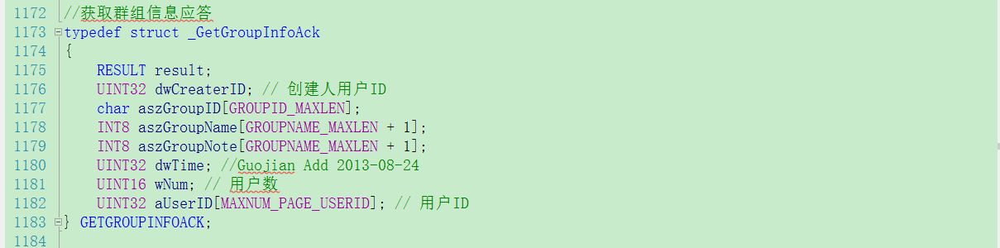 1172 //获取群组信息应答
1173 typedef struct _GetGroupInfoAck
1174 {
1175 RESULT result;
1176 UINT32 dwCreaterID; // 创建人用户ID
1177 char aszGroupID[GROUPID_MAXLEN];
1178 INT8 aszGroupName[GROUPNAME_MAXLEN + 1];
1179 INT8 aszGroupNote[GROUPNAME_MAXLEN + 1];
1180 UINT32 dwTime; //Guojian Add 2013-08-24
1181 UINT16 wNum; // 用户数
1182 UINT32 aUserID[MAXNUM_PAGE_USERID]; // 用户ID
1183 } GETGROUPINFOACK;
1184